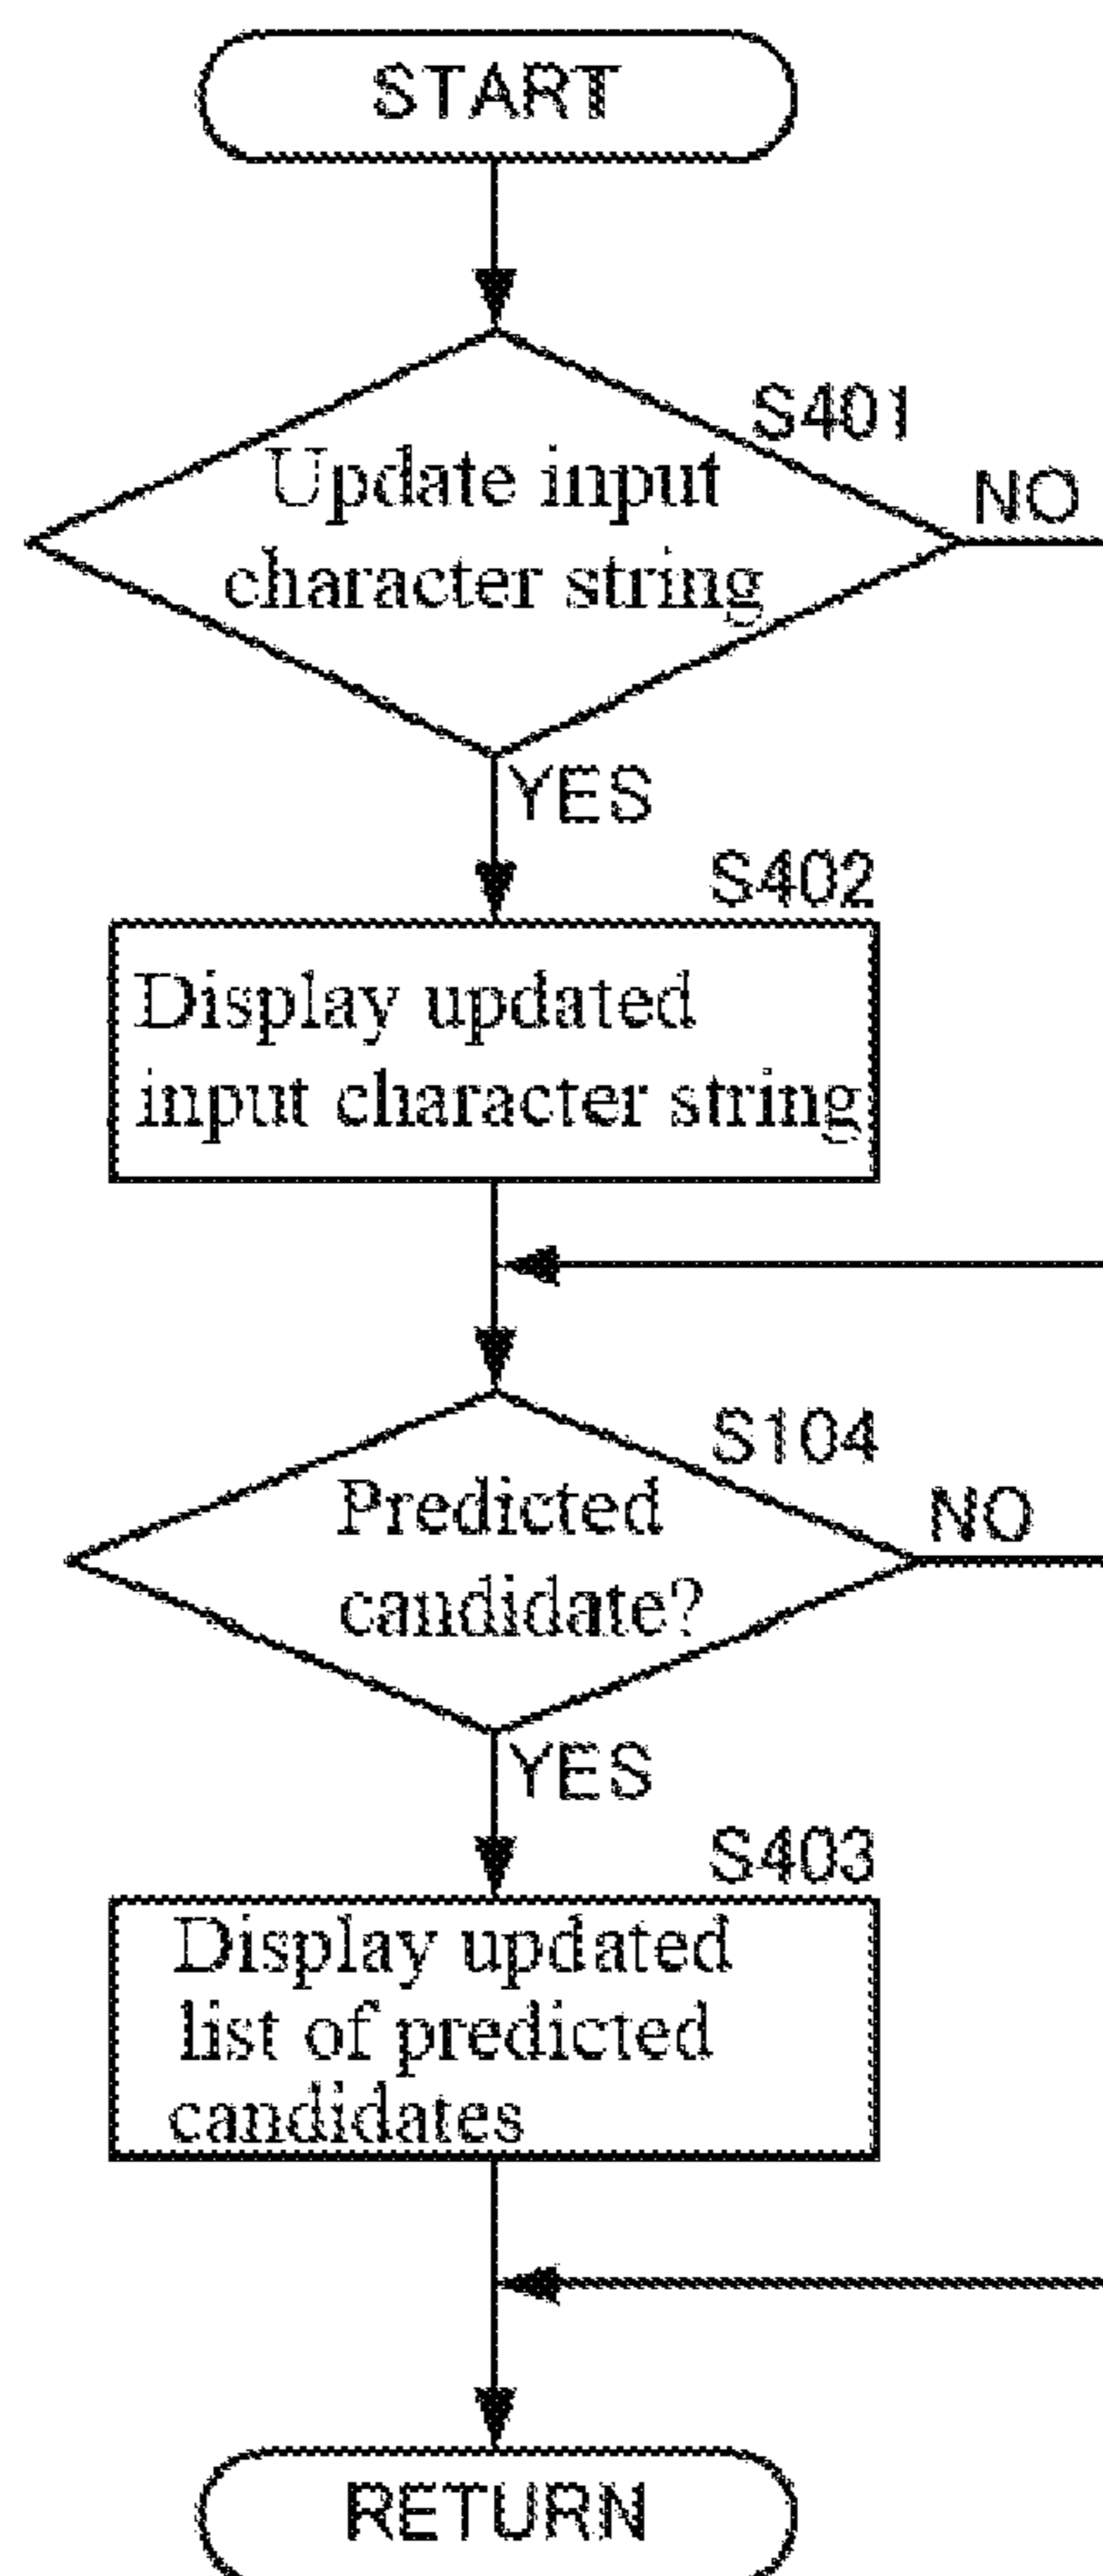 START
S401
Update input
character string
NO
YES
S402
Display updated
input character string
S104
Predicted
candidate?
NO
YES
S403
Display updated
list of predicted
candidates
RETURN